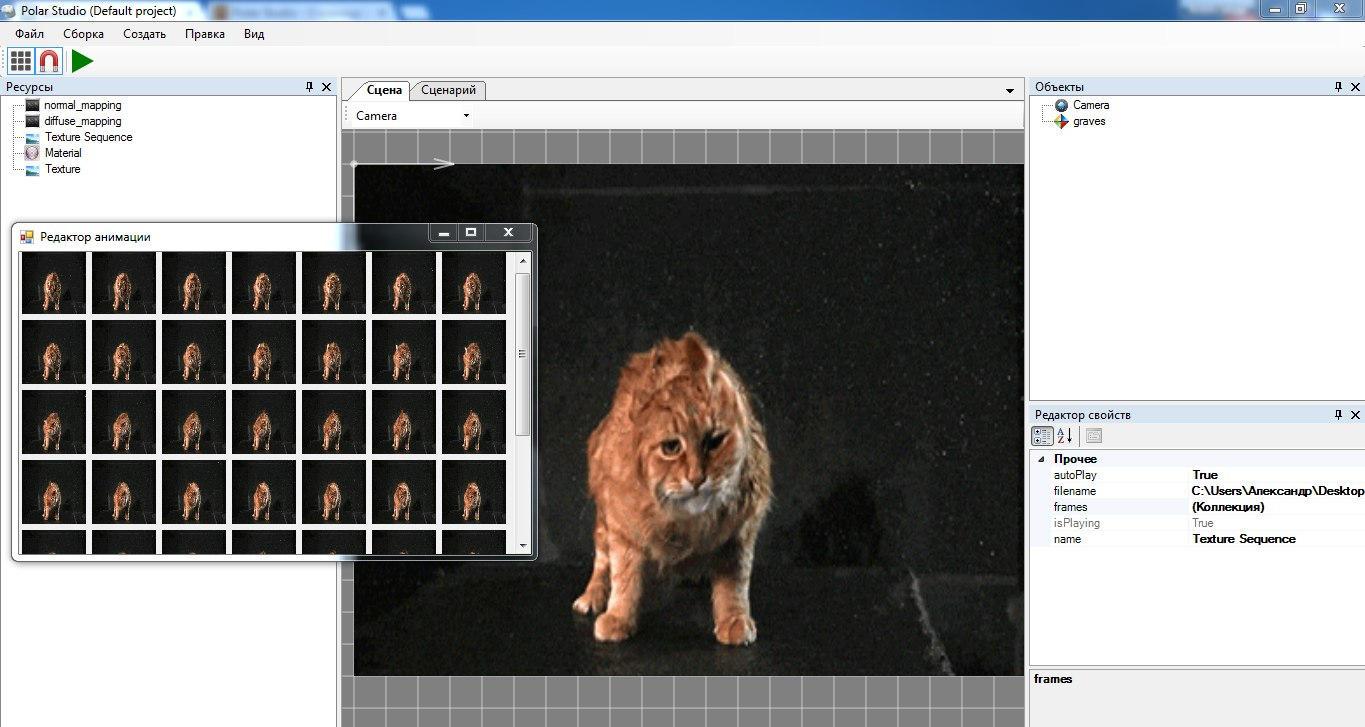 Polar Studio (Default project)
Файл Сборка Создать Правка Вид
Ресурсы
normal_mapping
diffuse_mapping
Texture Sequence
Material
Texture
Редактор анимации
Сцена Сценарий
Camera
Объекты
Camera
graves
Редактор свойств
Прочее
autoPlay True
filename C:\Users\Александр\Desktop
frames (Коллекция)
isPlaying True
name Texture Sequence
frames